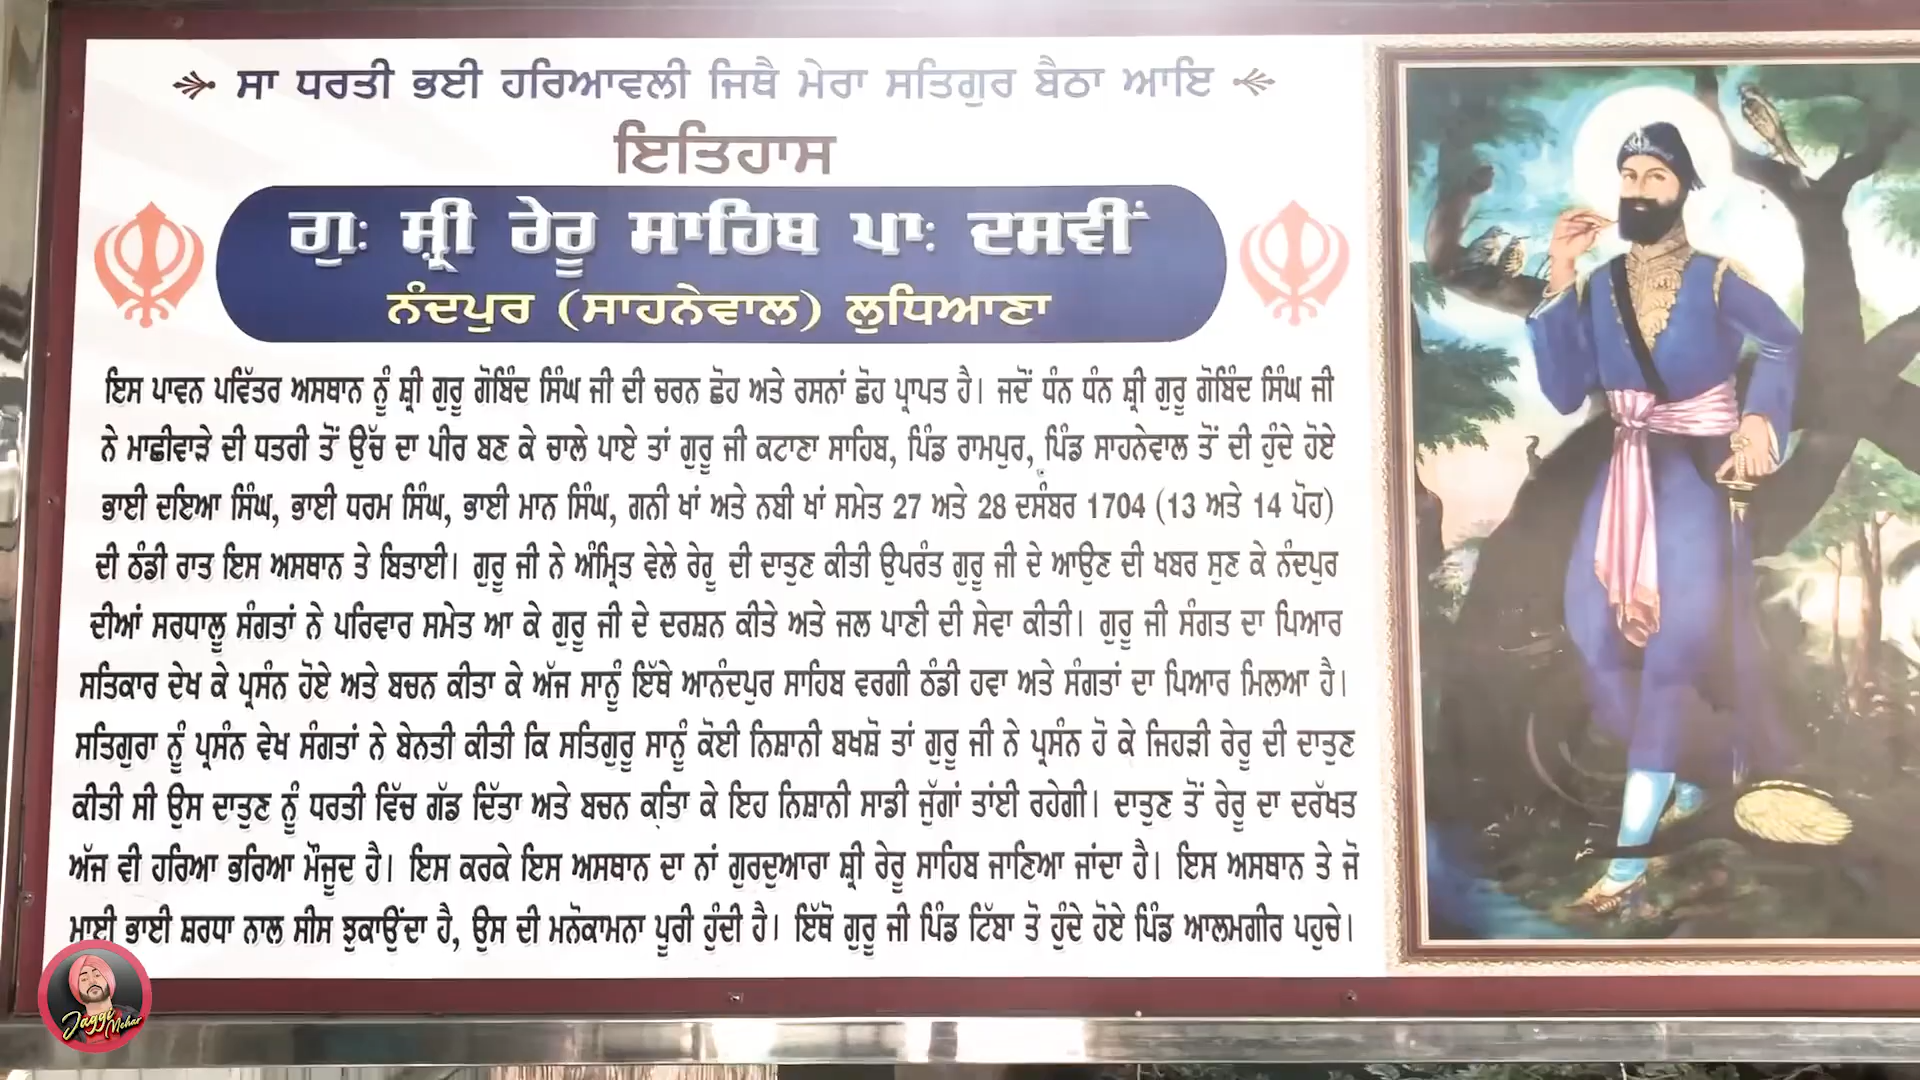 ਸਾ ਧਰਤੀ ਭਈ ਹਰਿਆਵਲੀ ਜਿਥੈ ਮੇਰਾ ਸਤਿਗੁਰ ਬੈਠਾ ਆਇ
ਇਤਿਹਾਸ
ਗੁਃ ਸ਼੍ਰੀ ਰੇਰੂ ਸਾਹਿਬ ਪਾਃ ਦਸਵੀਂ
ਨੰਦਪੁਰ (ਸਾਹਨੇਵਾਲ) ਲੁਧਿਆਣਾ
ਇਸ ਪਾਵਨ ਪਵਿੱਤਰ ਅਸਥਾਨ ਨੂੰ ਸ਼੍ਰੀ ਗੁਰੂ ਗੋਬਿੰਦ ਸਿੰਘ ਜੀ ਦੀ ਚਰਨ ਛੋਹ ਅਤੇ ਰਸਨਾਂ ਛੋਹ ਪ੍ਰਾਪਤ ਹੈ। ਜਦੋਂ ਧੰਨ ਧੰਨ ਸ਼੍ਰੀ ਗੁਰੂ ਗੋਬਿੰਦ ਸਿੰਘ ਜੀ
ਨੇ ਮਾਛੀਵਾੜੇ ਦੀ ਧਤਰੀ ਤੋਂ ਉਚੱ ਦਾ ਪੀਰ ਬਣ ਕੇ ਚਾਲੇ ਪਾਏ ਤਾਂ ਗੁਰੂ ਜੀ ਕਟਾਣਾ ਸਾਹਿਬ, ਪਿੰਡ ਰਾਮਪੁਰ, ਪਿੰਡ ਸਾਹਨੇਵਾਲ ਤੋਂ ਦੀ ਹੁੰਦੇ ਹੋਏ
ਭਾਈ ਦਇਆ ਸਿੰਘ, ਭਾਈ ਧਰਮ ਸਿੰਘ, ਭਾਈ ਮਾਨ ਸਿੰਘ, ਗਨੀ ਖਾਂ ਅਤੇ ਨਬੀ ਖਾਂ ਸਮੇਤ 27 ਅਤੇ 28 ਦਸੰਬਰ 1704 (13 ਅਤੇ 14 ਪੋਹ)
ਦੀ ਠੰਡੀ ਰਾਤ ਇਸ ਅਸਥਾਨ ਤੇ ਬਿਤਾਈ। ਗੁਰੂ ਜੀ ਨੇ ਅੰਮ੍ਰਿਤ ਵੇਲੇ ਰੇਰੂ ਦੀ ਦਾਤੁਣ ਕੀਤੀ ਉਪਰੰਤ ਗੁਰੂ ਜੀ ਦੇ ਆਉਣ ਦੀ ਖਬਰ ਸੁਣ ਕੇ ਨੰਦਪੁਰ
ਦੀਆਂ ਸਰਧਾਲੂ ਸੰਗਤਾਂ ਨੇ ਪਰਿਵਾਰ ਸਮੇਤ ਆ ਕੇ ਗੁਰੂ ਜੀ ਦੇ ਦਰਸ਼ਨ ਕੀਤੇ ਅਤੇ ਜਲ ਪਾਣੀ ਦੀ ਸੇਵਾ ਕੀਤੀ। ਗੁਰੂ ਜੀ ਸੰਗਤ ਦਾ ਪਿਆਰ
ਸਤਿਕਾਰ ਦੇਖ ਕੇ ਪ੍ਰਸੰਨ ਹੋਏ ਅਤੇ ਬਚਨ ਕੀਤਾ ਕੇ ਅੱਜ ਸਾਨੂੰ ਇੱਥੇ ਆਨੰਦਪੁਰ ਸਾਹਿਬ ਵਰਗੀ ਠੰਡੀ ਹਵਾ ਅਤੇ ਸੰਗਤਾਂ ਦਾ ਪਿਆਰ ਮਿਲਆ ਹੈ।
ਸਤਿਗੁਰਾ ਨੂੰ ਪ੍ਰਸੰਨ ਵੇਖ ਸੰਗਤਾਂ ਨੇ ਬੇਨਤੀ ਕੀਤੀ ਕਿ ਸਤਿਗੁਰੂ ਸਾਨੂੰ ਕੋਈ ਨਿਸ਼ਾਨੀ ਬਖਸ਼ੋ ਤਾਂ ਗੁਰੂ ਜੀ ਨੇ ਪ੍ਰਸੰਨ ਹੋ ਕੇ ਜਿਹੜੀ ਰੇਰੂ ਦੀ ਦਾਤੁਣ
ਕੀਤੀ ਸੀ ਉਸ ਦਾਤੁਣ ਨੂੰ ਧਰਤੀ ਵਿੱਚ ਗੱਡ ਦਿੱਤਾ ਅਤੇ ਬਚਨ ਕਤਿਾ ਕੇ ਇਹ ਨਿਸ਼ਾਨੀ ਸਾਡੀ ਜੁੱਗਾਂ ਤਾਂਈ ਰਹੇਗੀ। ਦਾਤੁਣ ਤੋਂ ਰੇਰੂ ਦਾ ਦਰੱਖਤ
ਅੱਜ ਵੀ ਹਰਿਆ ਭਰਿਆ ਮੌਜੂਦ ਹੈ। ਇਸ ਕਰਕੇ ਇਸ ਅਸਥਾਨ ਦਾ ਨਾਂ ਗੁਰਦੁਆਰਾ ਸ਼੍ਰੀ ਰੇਰੂ ਸਾਹਿਬ ਜਾਣਿਆ ਜਾਂਦਾ ਹੈ। ਇਸ ਅਸਥਾਨ ਤੇ ਜੋ
ਮਾਈ ਭਾਈ ਸ਼ਰਧਾ ਨਾਲ ਸੀਸ ਝੁਕਾਉਂਦਾ ਹੈ, ਉਸ ਦੀ ਮਨੋਕਾਮਨਾ ਪੂਰੀ ਹੁੰਦੀ ਹੈ। ਇੱਥੋ ਗੁਰੂ ਜੀ ਪਿੰਡ ਟਿੱਬਾ ਤੋ ਹੁੰਦੇ ਹੋਏ ਪਿੰਡ ਆਲਮਗੀਰ ਪਹੁਚੇ।
Jaggi
Mehar